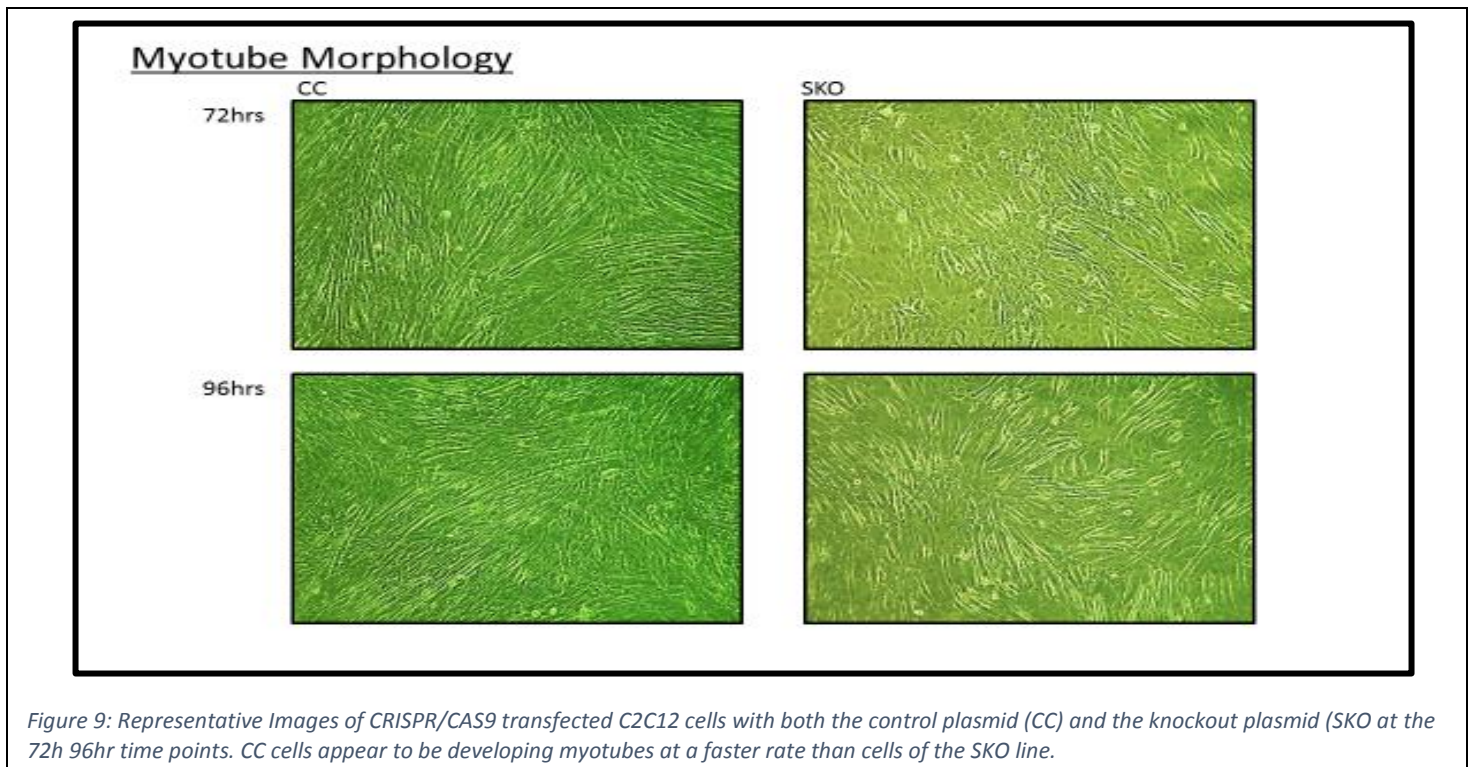 Myotube Morphology
CC
SKO
72hrs
96hrs
Figure 9: Representative Images of CRISPR/CAS9 transfected C2C12 cells with both the control plasmid (CC) and the knockout plasmid (SKO at the
72h 96hr time points. CC cells appear to be developing myotubes at a faster rate than cells of the SKO line.